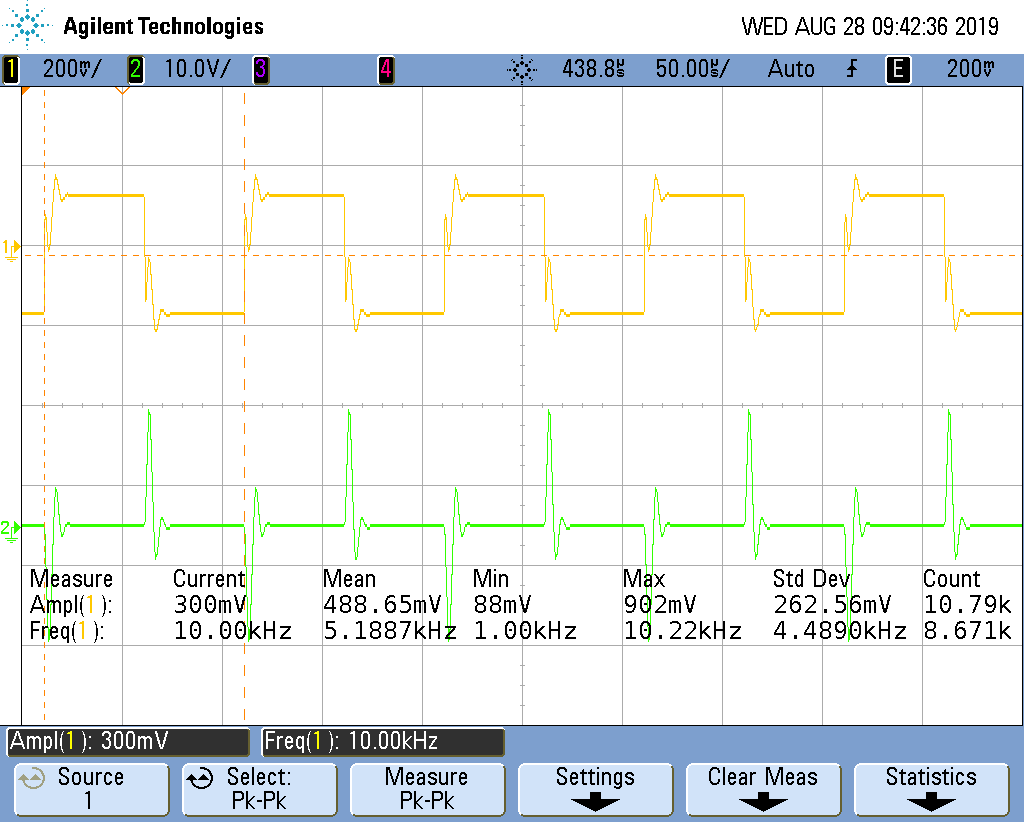 Agilent Technologies WED AUG 28 09:42:36 2019
1 200mV/ 2 10.0V/ 3 4 438.8µs 50.00µs/ Auto E 200mV
1
2
Measure Current Mean Min Max Std Dev Count
Ampl(1): 300mV 488.65mV 88mV 902mV 262.56mV 10.79k
Freq(1): 10.00kHz 5.1887kHz 1.00kHz 10.22kHz 4.4890kHz 8.671k
Ampl(1): 300mV Freq(1): 10.00kHz
Source Select: Measure Settings Clear Meas Statistics
1 Pk-Pk Pk-Pk